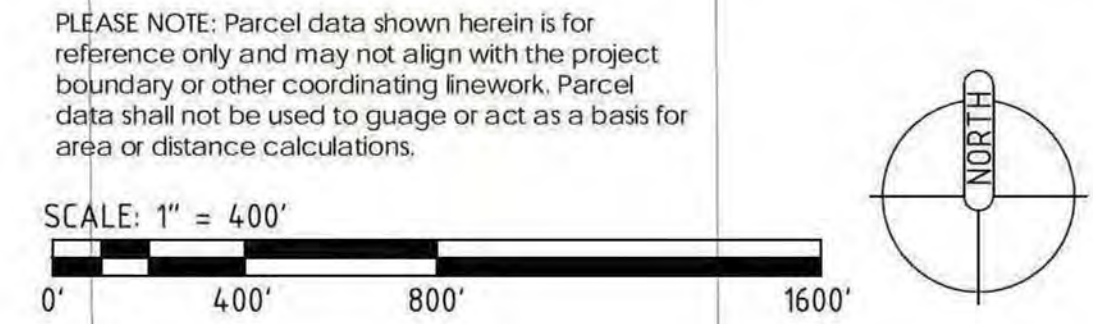 PLEASE NOTE: Parcel data shown herein is for
reference only and may not align with the project
boundary or other coordinating linework. Parcel
data shall not be used to guage or act as a basis for
area or distance calculations.
SCALE: 1" = 400'
0' 400' 800' 1600'
NORTH